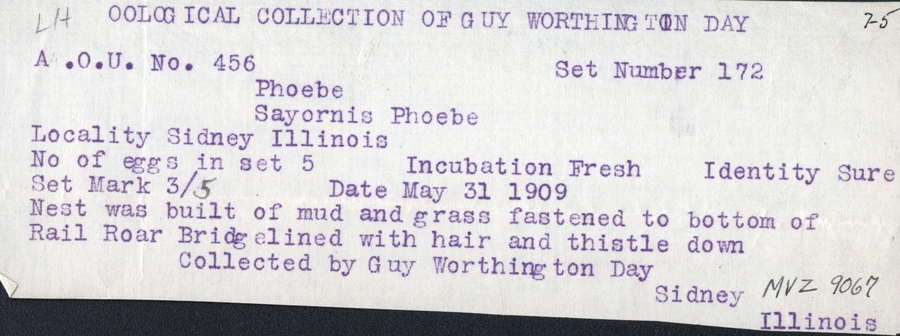 LH OOLOGICAL COLLECTION OF GUY WORTHINGTON DAY 7-5
A .O.U. No. 456 Set Number 172
Phoebe
Sayornis Phoebe
Locality Sidney Illinois
No of eggs in set 5 Incubation Fresh Identity Sure
Set Mark 3/5 Date May 31 1909
Nest was built of mud and grass fastened to bottom of
Rail Roar Bridgelined with hair and thistle down
Collected by Guy Worthington Day
Sidney MVZ 9067
Illinois